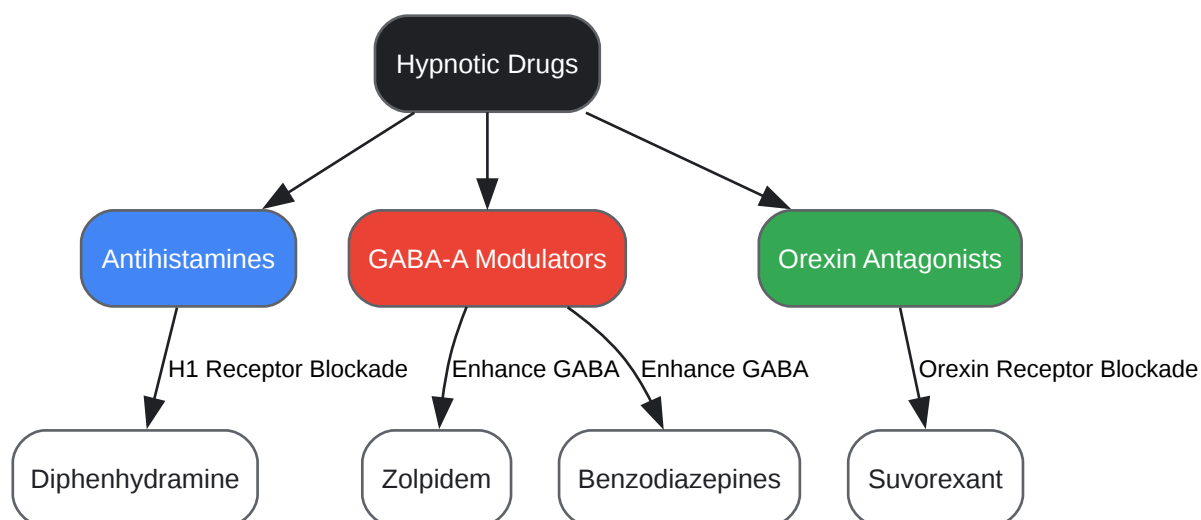 Hypnotic Drugs
Antihistamines
GABA-A Modulators
Orexin Antagonists
H1 Receptor Blockade
Enhance GABA
Enhance GABA
Orexin Receptor Blockade
Diphenhydramine
Zolpidem
Benzodiazepines
Suvorexant